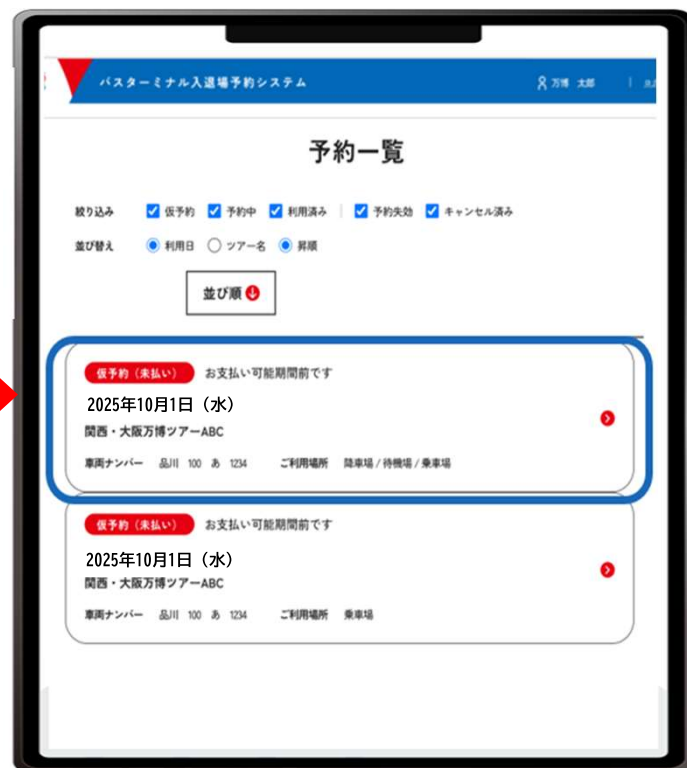 バスターミナル入退場予約システム 万博 太郎
予約一覧
絞り込み 仮予約 予約中 利用済み 予約失効 キャンセル済み
並び替え 利用日 ツアー名 昇順
並び順
仮予約（未払い） お支払い可能期間前です
2025年10月1日（水）
関西・大阪万博ツアーABC
車両ナンバー 品川 100 あ 1234 ご利用場所 降車場/待機場/乗車場
仮予約（未払い） お支払い可能期間前です
2025年10月1日（水）
関西・大阪万博ツアーABC
車両ナンバー 品川 100 あ 1234 ご利用場所 乗車場